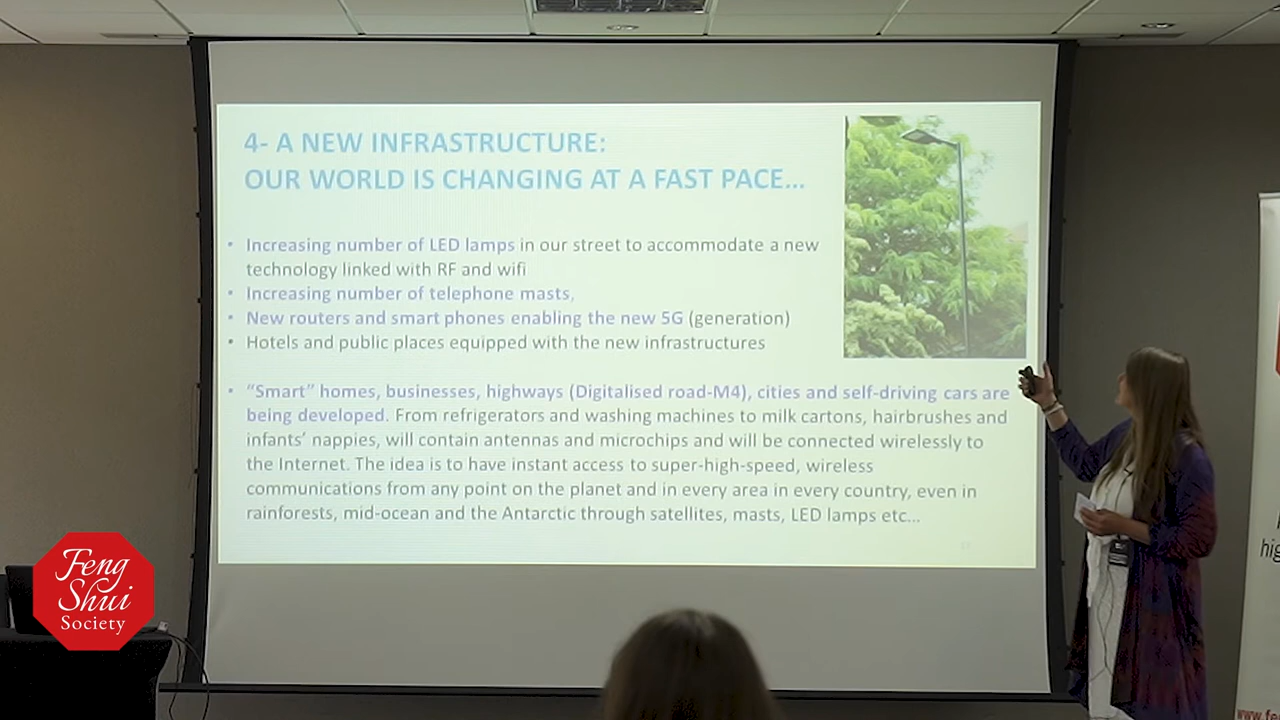 4- A NEW INFRASTRUCTURE:
OUR WORLD IS CHANGING AT A FAST PACE...
• Increasing number of LED lamps in our street to accommodate a new
technology linked with RF and wifi
• Increasing number of telephone masts,
• New routers and smart phones enabling the new 5G (generation)
• Hotels and public places equipped with the new infrastructures
• “Smart” homes, businesses, highways (Digitalised road-M4), cities and self-driving cars are
being developed. From refrigerators and washing machines to milk cartons, hairbrushes and
infants’ nappies, will contain antennas and microchips and will be connected wirelessly to
the Internet. The idea is to have instant access to super-high-speed, wireless
communications from any point on the planet and in every area in every country, even in
rainforests, mid-ocean and the Antarctic through satellites, masts, LED lamps etc...
Feng
Shui
Society